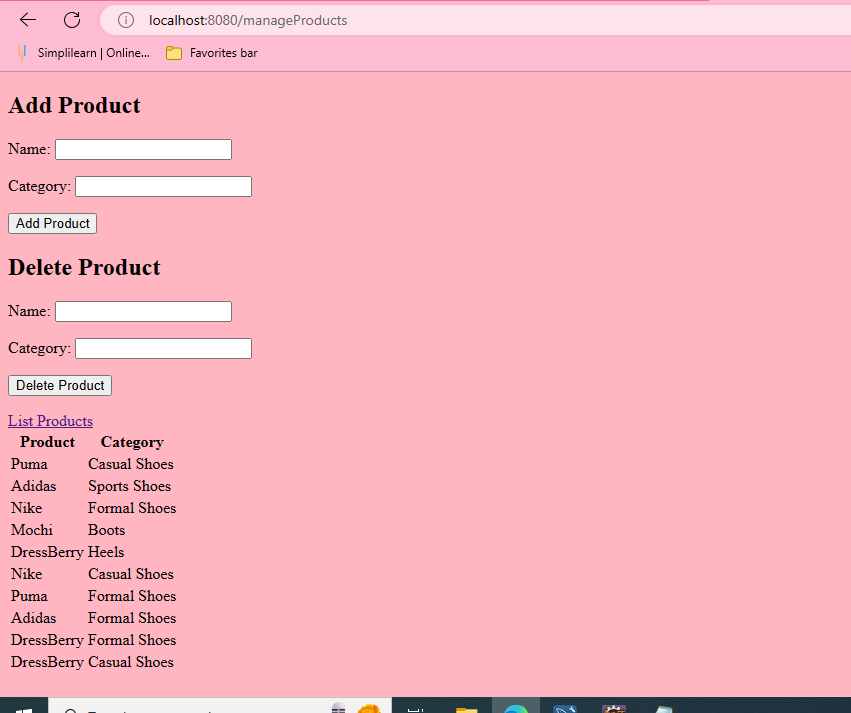 localhost:8080/manageProducts
Simplilearn | Online... Favorites bar
Add Product
Name:
Category:
Add Product
Delete Product
Name:
Category:
Delete Product
List Products
Product Category
Puma Casual Shoes
Adidas Sports Shoes
Nike Formal Shoes
Mochi Boots
DressBerry Heels
Nike Casual Shoes
Puma Formal Shoes
Adidas Formal Shoes
DressBerry Formal Shoes
DressBerry Casual Shoes